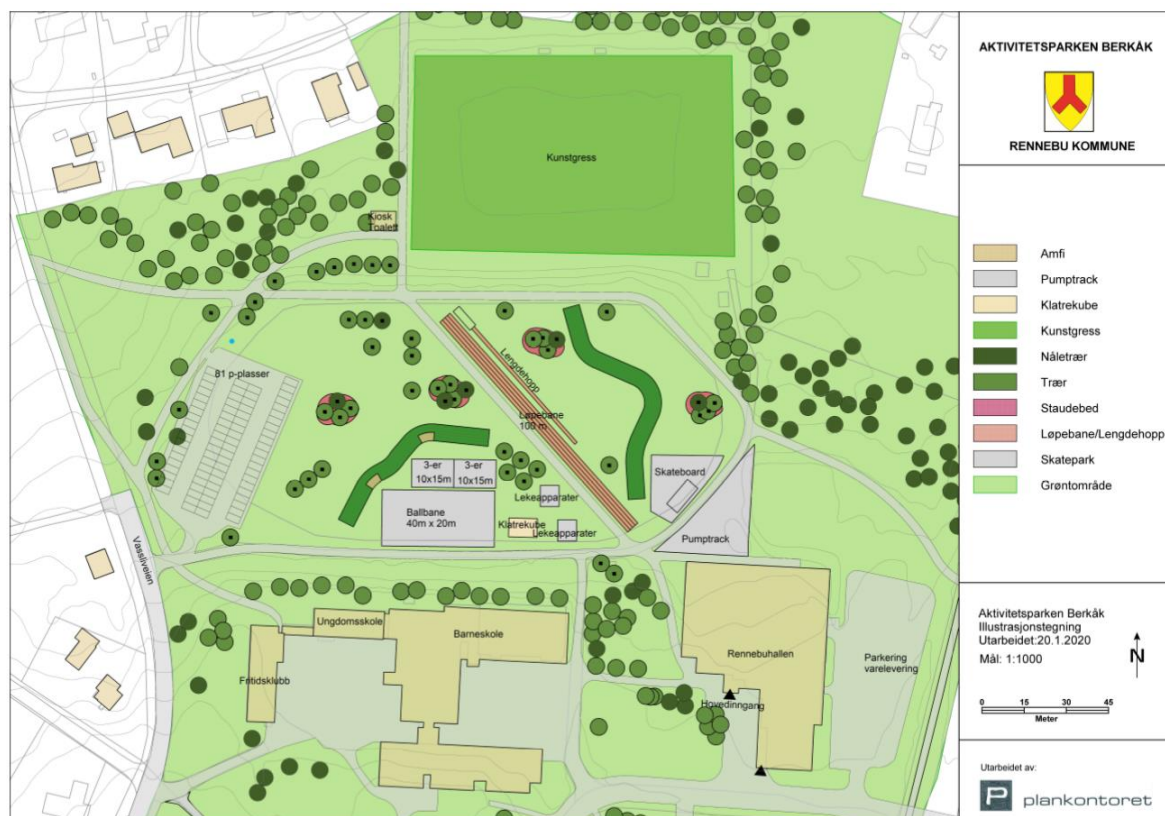 AKTIVITETSPARKEN BERKÅK
RENNEBU KOMMUNE
Amfi
Pumptrack
Klatrekube
Kunstgress
Nåletrær
Trær
Staudebed
Løpebane/Lengdehopp
Skatepark
Grøntområde
Aktivitetsparken Berkåk
Illustrasjonstegning
Utarbeidet:20.1.2020
Mål: 1:1000
N
0 15 30 45
Meter
Utarbeidet av:
P plankontoret
Kunstgress
Kiosk
Toalett
81 p-plasser
Lengdehopp
Løpebane
100 m
3-er
10x15m
3-er
10x15m
Skateboard
Lekeapparater
Ballbane
40m x 20m
Klatrekube
Lekeapparater
Pumptrack
Vassliveien
Ungdomsskole
Barneskole
Fritidsklubb
Rennebuhallen
Parkering
varelevering
Hovedinngang